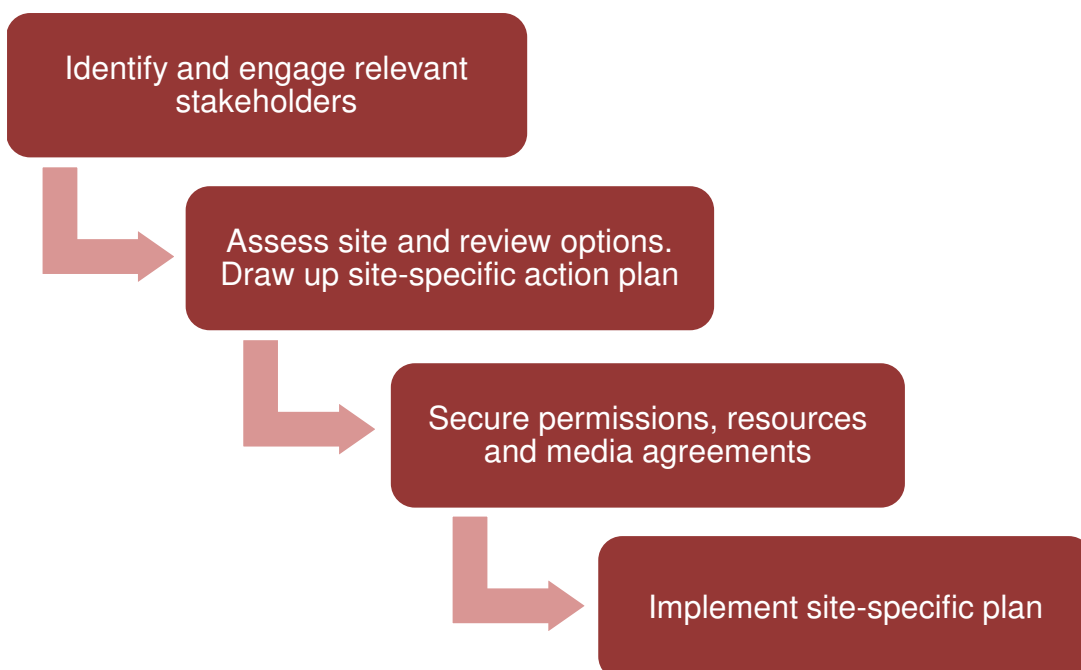 Identify and engage relevant
stakeholders
Assess site and review options.
Draw up site-specific action plan
Secure permissions, resources
and media agreements
Implement site-specific plan